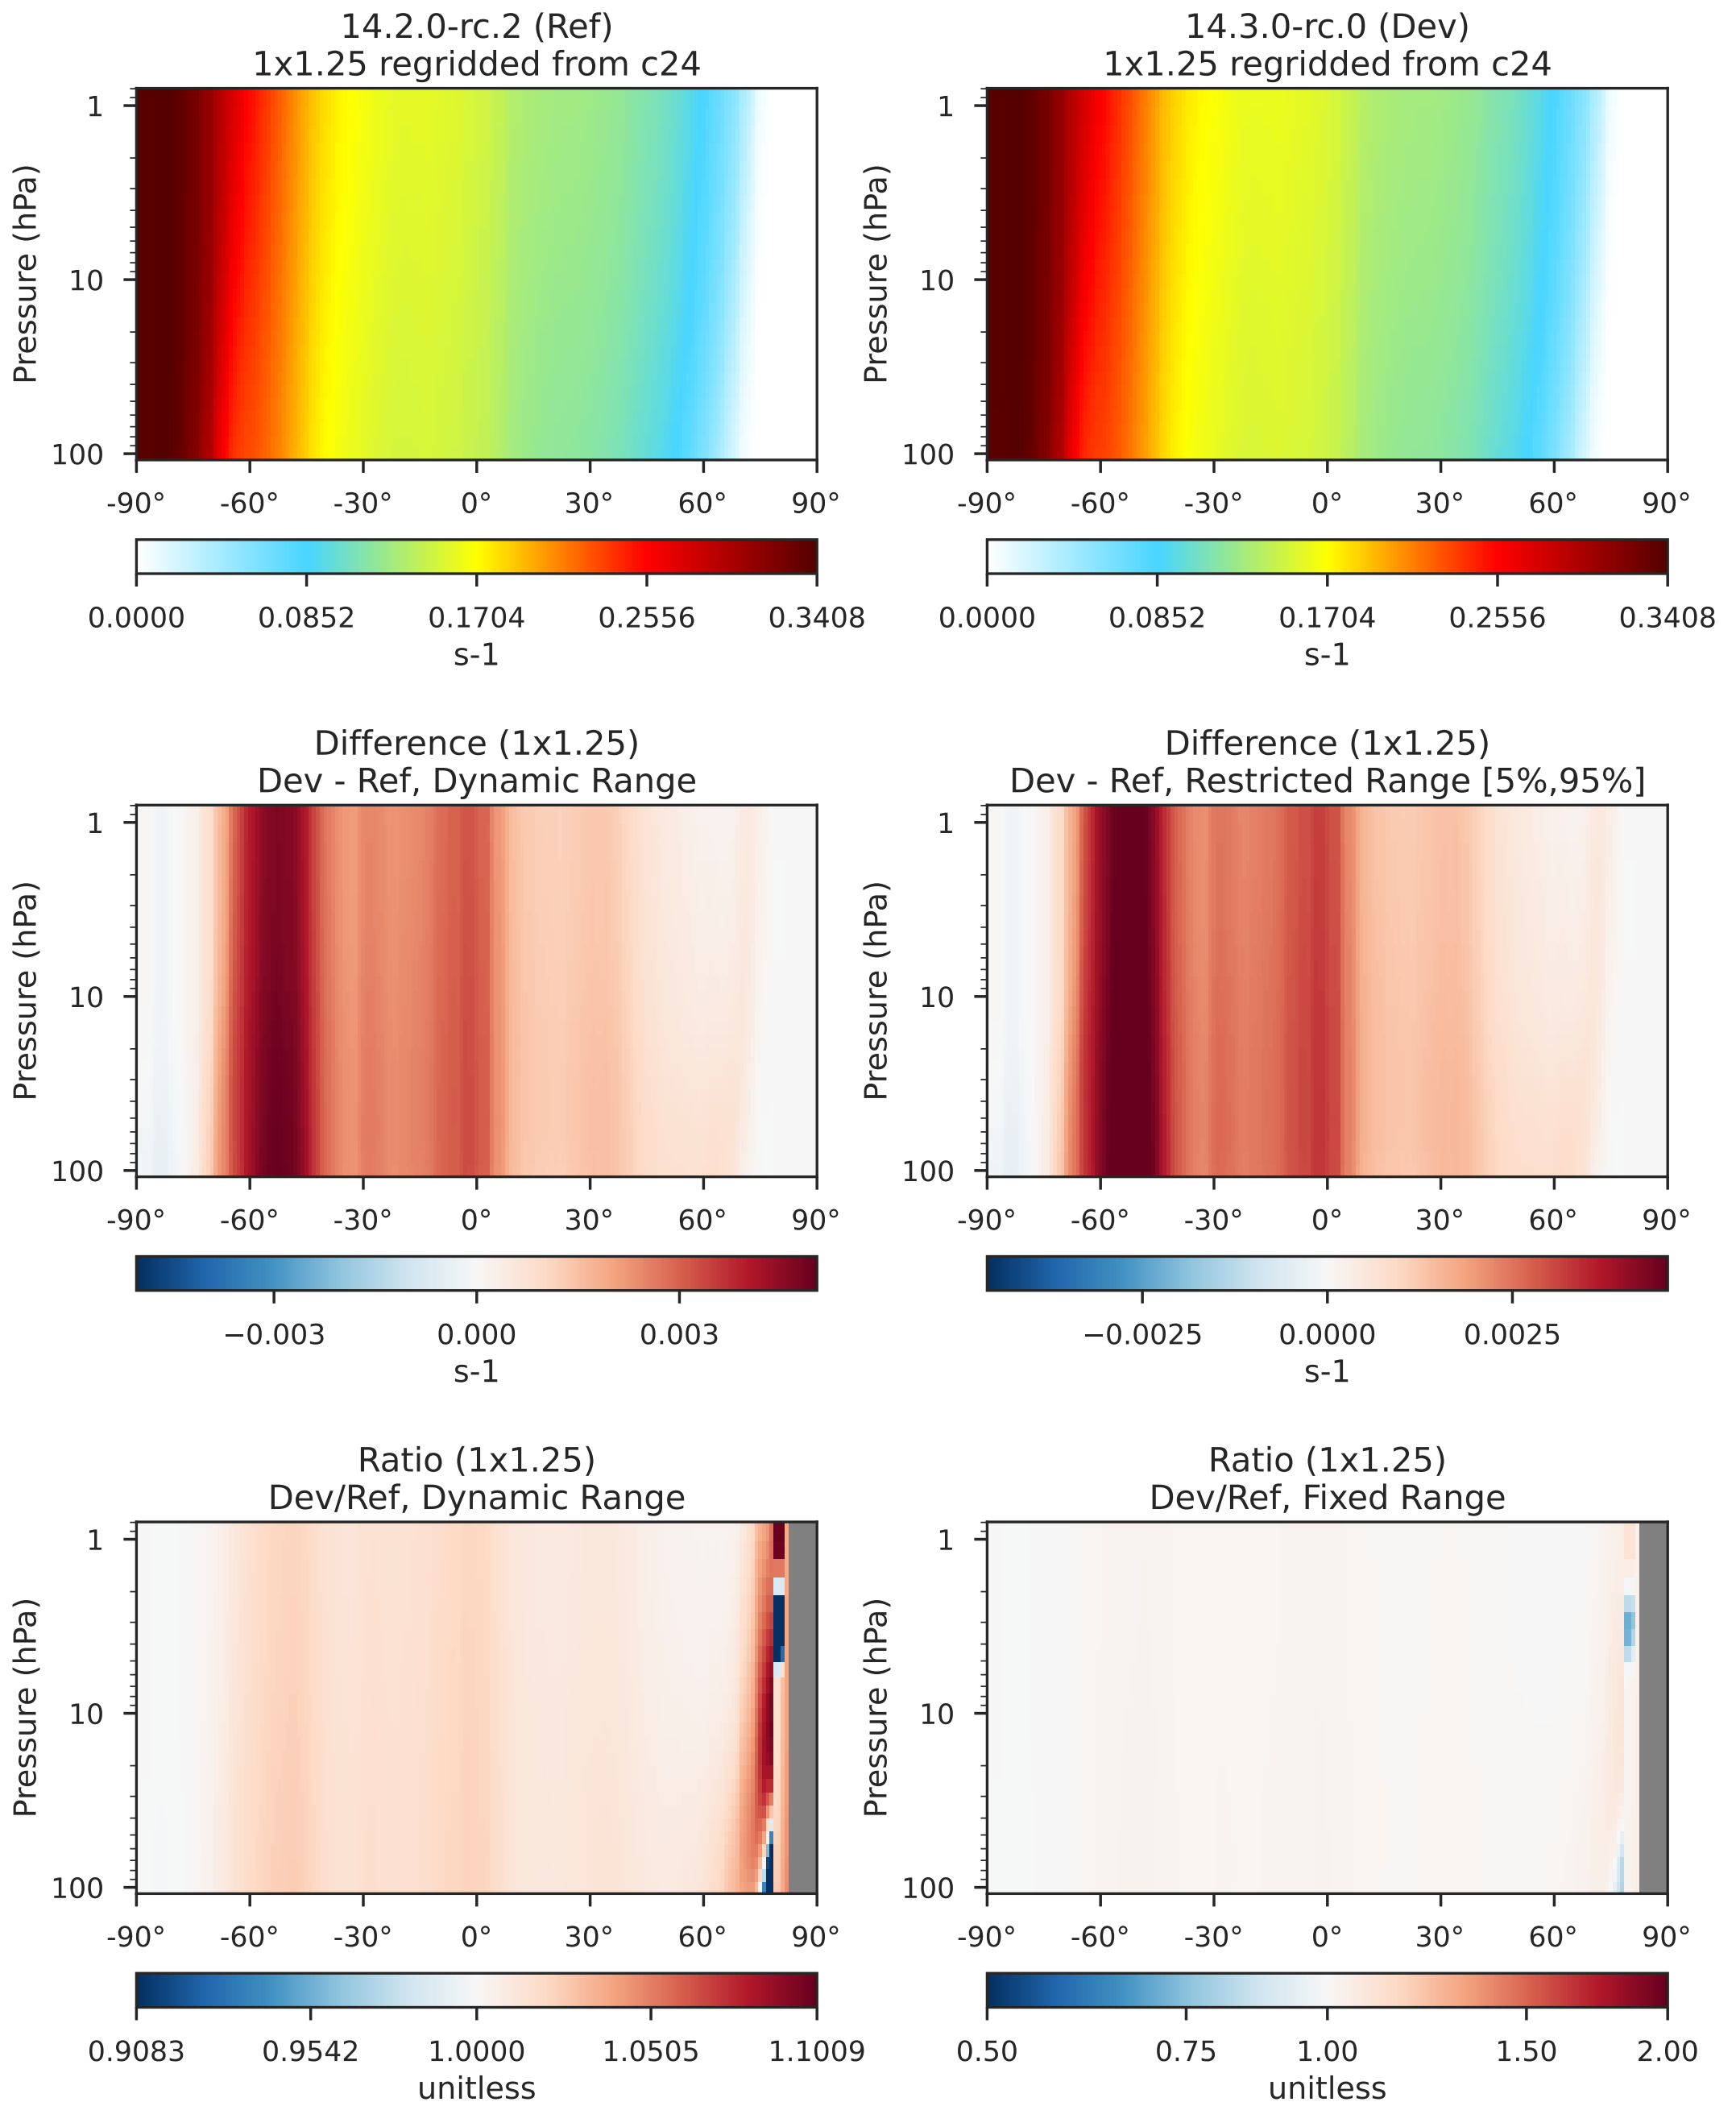 14.2.0-rc.2 (Ref)
1x1.25 regridded from c24
Pressure (hPa)
1
10
100
-90° -60° -30° 0° 30° 60° 90°
0.0000 0.0852 0.1704 0.2556 0.3408
s-1
14.3.0-rc.0 (Dev)
1x1.25 regridded from c24
Pressure (hPa)
1
10
100
-90° -60° -30° 0° 30° 60° 90°
0.0000 0.0852 0.1704 0.2556 0.3408
s-1
Difference (1x1.25)
Dev - Ref, Dynamic Range
Pressure (hPa)
1
10
100
-90° -60° -30° 0° 30° 60° 90°
−0.003 0.000 0.003
s-1
Difference (1x1.25)
Dev - Ref, Restricted Range [5%,95%]
Pressure (hPa)
1
10
100
-90° -60° -30° 0° 30° 60° 90°
−0.0025 0.0000 0.0025
s-1
Ratio (1x1.25)
Dev/Ref, Dynamic Range
Pressure (hPa)
1
10
100
-90° -60° -30° 0° 30° 60° 90°
0.9083 0.9542 1.0000 1.0505 1.1009
unitless
Ratio (1x1.25)
Dev/Ref, Fixed Range
Pressure (hPa)
1
10
100
-90° -60° -30° 0° 30° 60° 90°
0.50 0.75 1.00 1.50 2.00
unitless